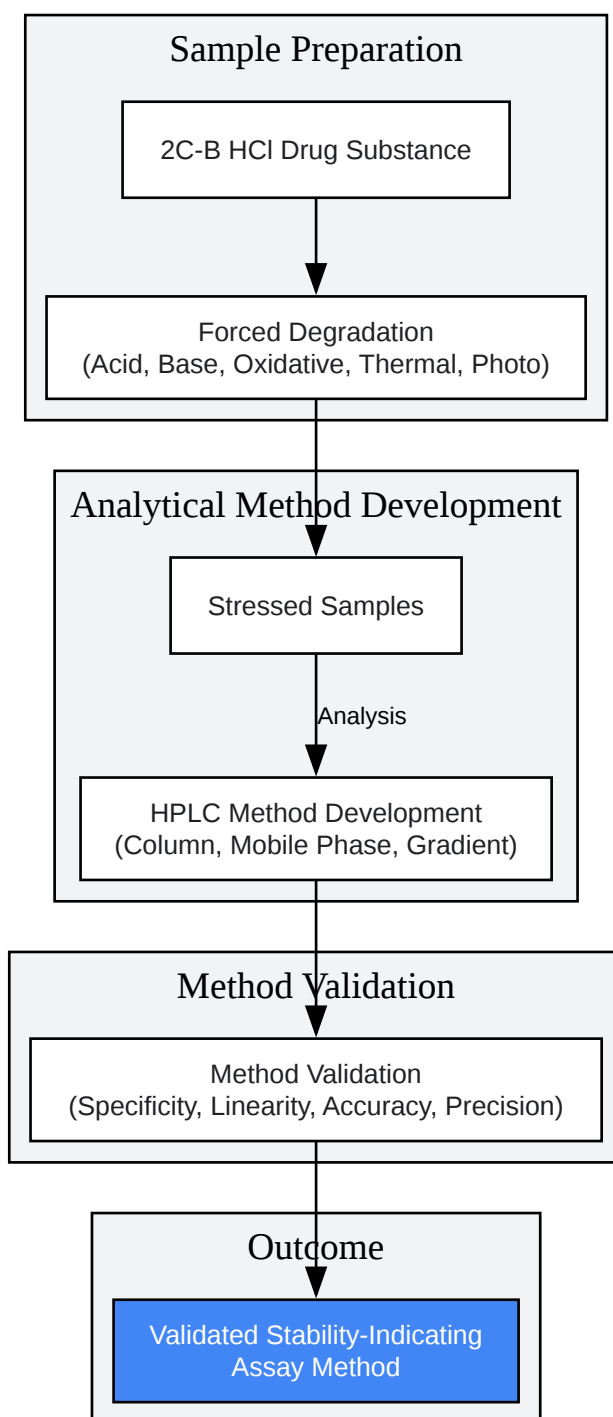 Sample Preparation
2C-B HCl Drug Substance
Forced Degradation
(Acid, Base, Oxidative, Thermal, Photo)
Analytical Method Development
Stressed Samples
Analysis
HPLC Method Development
(Column, Mobile Phase, Gradient)
Method Validation
Method Validation
(Specificity, Linearity, Accuracy, Precision)
Outcome
Validated Stability-Indicating
Assay Method